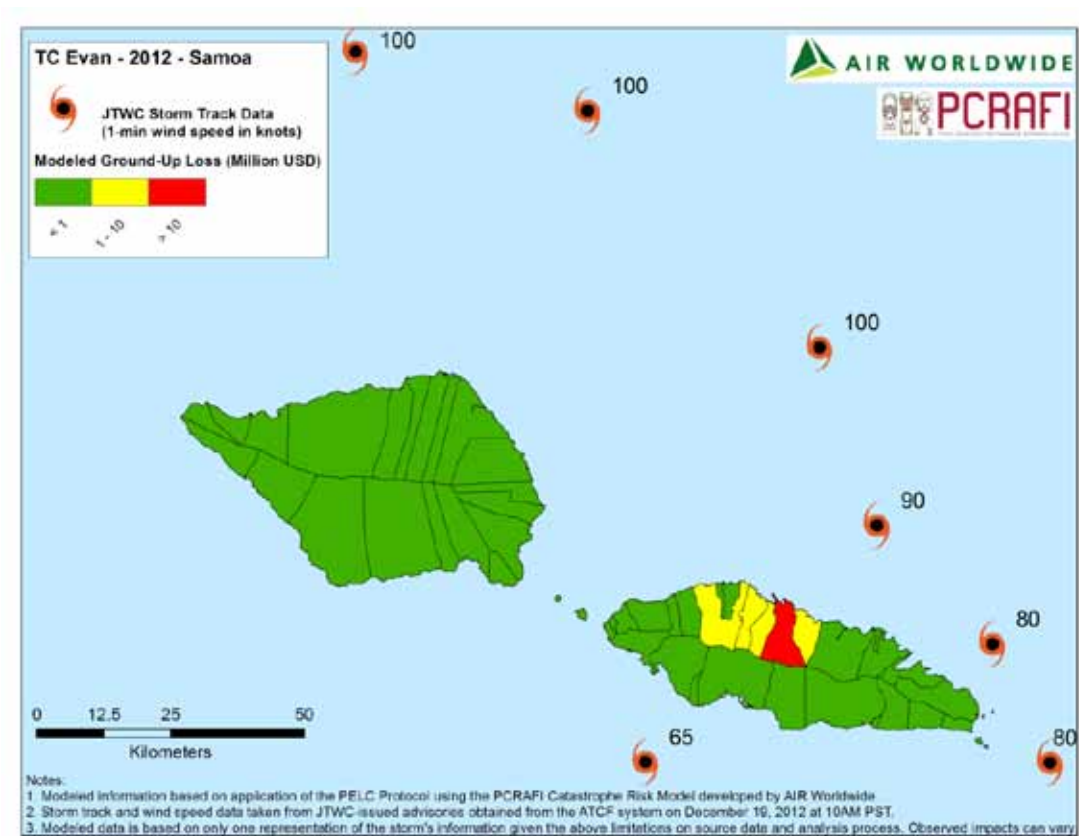 TC Evan - 2012 - Samoa
JTWC Storm Track Data
(1-min wind speed in knots)
Modeled Ground-Up Loss (Million USD)
< 1
1 - 10
> 10
AIR WORLDWIDE
PCRAFI
100
100
100
90
80
65
80
0 12.5 25 50
Kilometers
Notes:
1. Modeled information based on application of the PELC Protocol using the PCRAFI Catastrophe Risk Model developed by AIR Worldwide
2. Storm track and wind speed data taken from JTWC-issued advisories obtained from the ATCF system on December 19, 2012 at 10AM PST.
3. Modeled data is based on only one representation of the storm's information given the above limitations on source data and analysis process. Observed impacts can vary